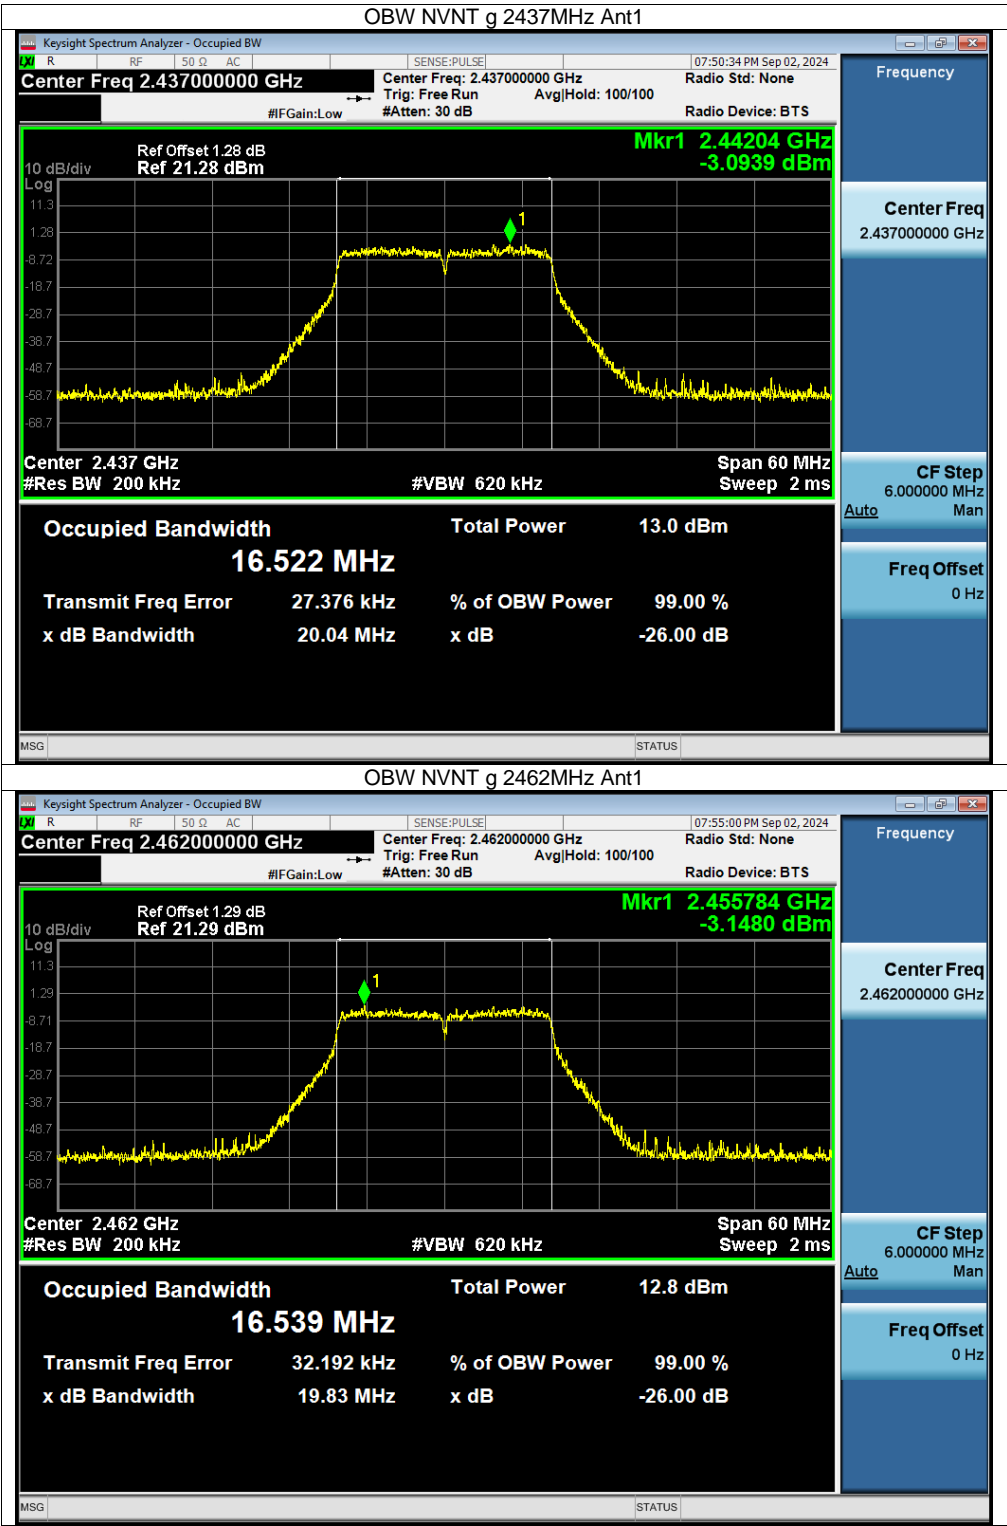 OBW NVNT g 2437MHz Ant1
Keysight Spectrum Analyzer - Occupied BW
LXI R RF 50 Ω AC SENSE:PULSE 07:50:34 PM Sep 02, 2024
Center Freq 2.437000000 GHz
Center Freq: 2.437000000 GHz
Radio Std: None
Trig: Free Run Avg|Hold: 100/100
#IFGain:Low
#Atten: 30 dB
Radio Device: BTS
Frequency
Mkr1 2.44204 GHz
-3.0939 dBm
Ref Offset 1.28 dB
10 dB/div Ref 21.28 dBm
Log
11.3
1.28
-8.72
-18.7
-28.7
-38.7
-48.7
-58.7
-68.7
1
Center 2.437 GHz Span 60 MHz
#Res BW 200 kHz #VBW 620 kHz Sweep 2 ms
Center Freq
2.437000000 GHz
CF Step
6.000000 MHz
Auto Man
Freq Offset
0 Hz
Occupied Bandwidth Total Power 13.0 dBm
16.522 MHz
Transmit Freq Error 27.376 kHz % of OBW Power 99.00 %
x dB Bandwidth 20.04 MHz x dB -26.00 dB
MSG STATUS
OBW NVNT g 2462MHz Ant1
Keysight Spectrum Analyzer - Occupied BW
LXI R RF 50 Ω AC SENSE:PULSE 07:55:00 PM Sep 02, 2024
Center Freq 2.462000000 GHz
Center Freq: 2.462000000 GHz
Radio Std: None
Trig: Free Run Avg|Hold: 100/100
#IFGain:Low
#Atten: 30 dB
Radio Device: BTS
Frequency
Mkr1 2.455784 GHz
-3.1480 dBm
Ref Offset 1.29 dB
10 dB/div Ref 21.29 dBm
Log
11.3
1.29
-8.71
-18.7
-28.7
-38.7
-48.7
-58.7
-68.7
1
Center 2.462 GHz Span 60 MHz
#Res BW 200 kHz #VBW 620 kHz Sweep 2 ms
Center Freq
2.462000000 GHz
CF Step
6.000000 MHz
Auto Man
Freq Offset
0 Hz
Occupied Bandwidth Total Power 12.8 dBm
16.539 MHz
Transmit Freq Error 32.192 kHz % of OBW Power 99.00 %
x dB Bandwidth 19.83 MHz x dB -26.00 dB
MSG STATUS